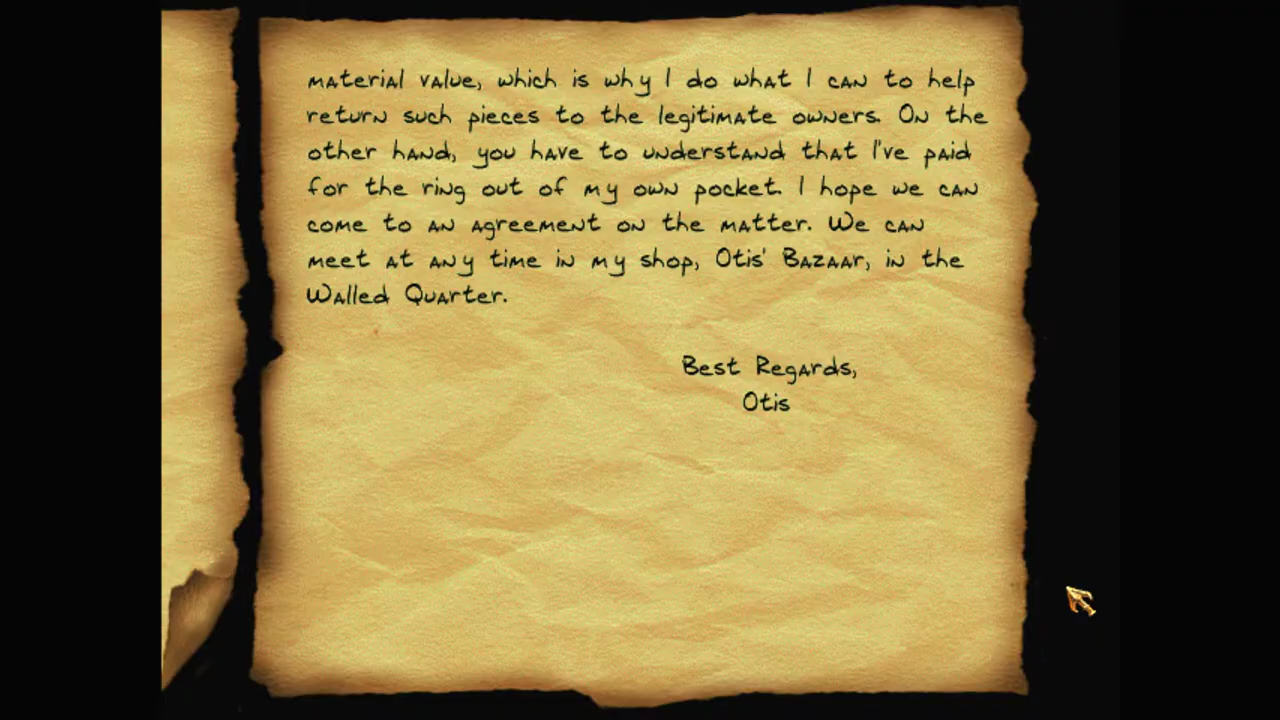 material value, which is why I do what I can to help
return such pieces to the legitimate owners. On the
other hand, you have to understand that I've paid
for the ring out of my own pocket. I hope we can
come to an agreement on the matter. We can
meet at any time in my shop, Otis' Bazaar, in the
Walled Quarter.
Best Regards,
Otis